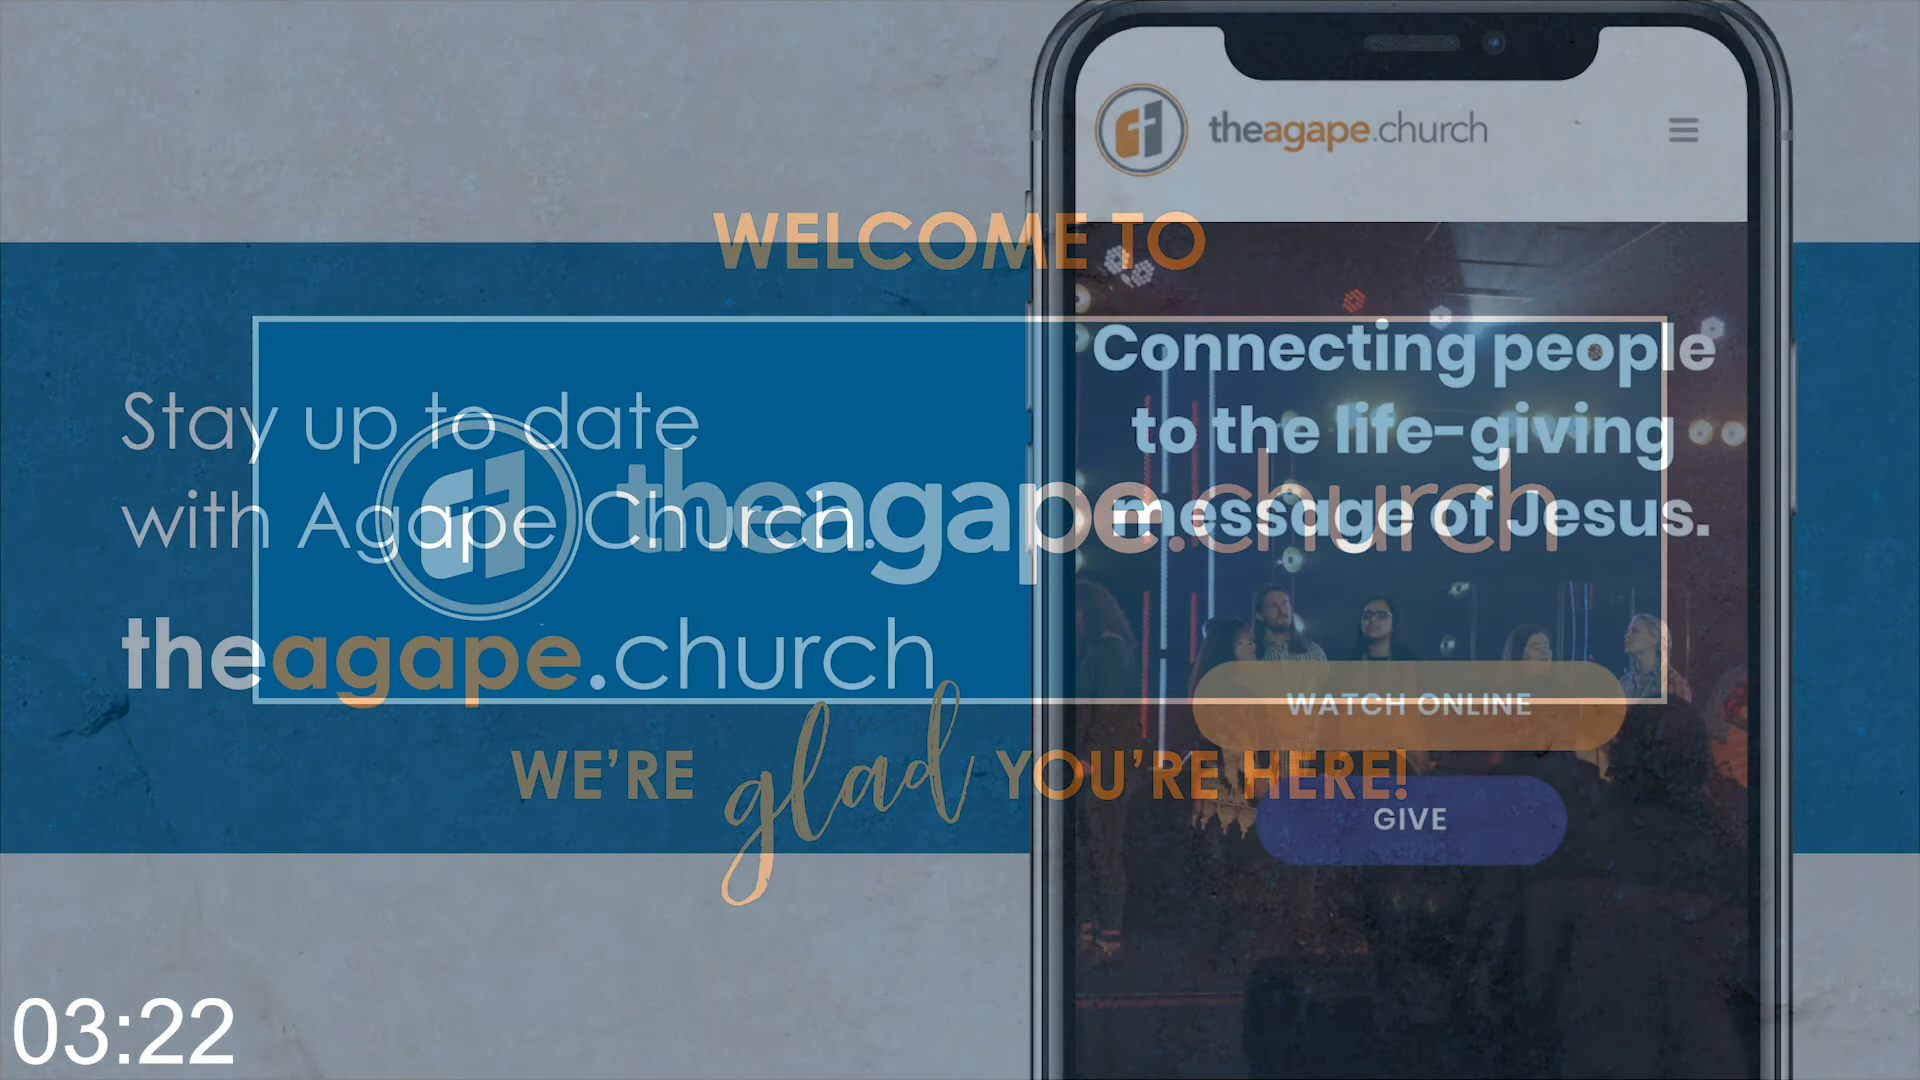 WELCOME TO
theagape.church
WE'RE glad YOU'RE HERE!
Stay up to date
with Agape Church.
theagape.church
theagape.church
Connecting people
to the life-giving
message of Jesus.
WATCH ONLINE
GIVE
03:22